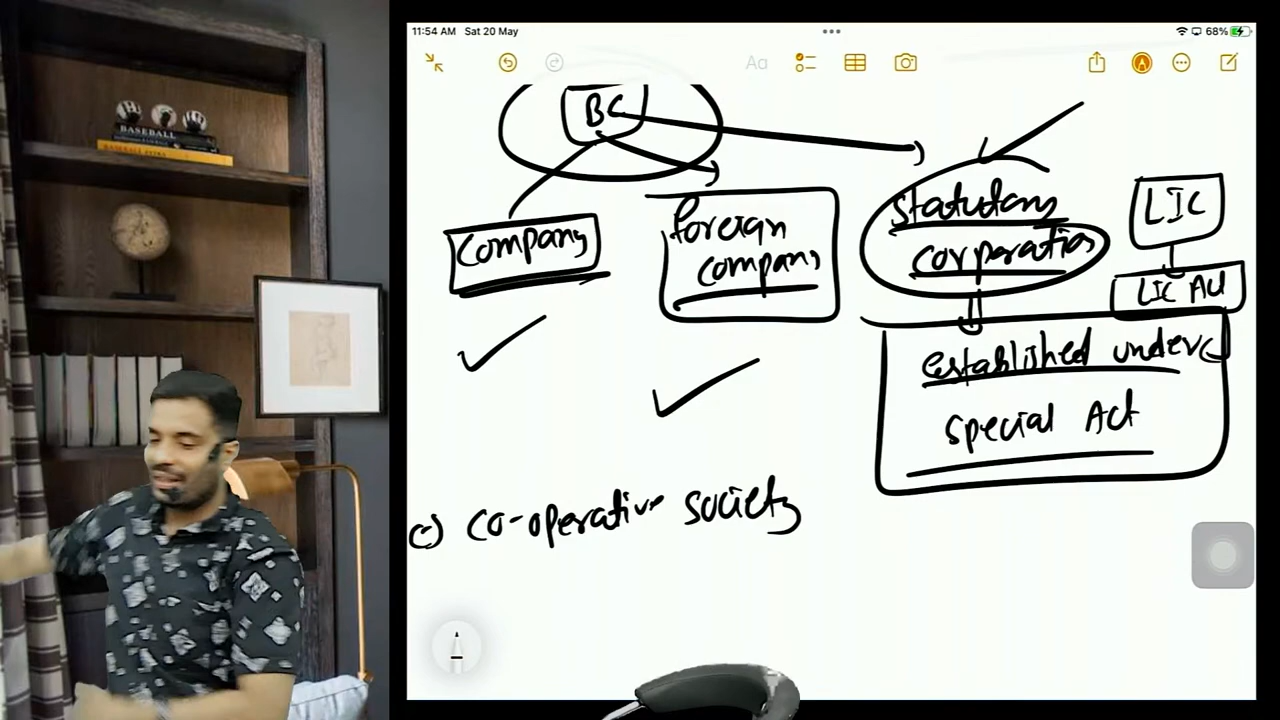 11:54 AM Sat 20 May
68%
Aa
BC
Company
foreign
company
statutory
corporation
LIC
LIC Act
established under
special Act
c) co-operative society
BASEBALL